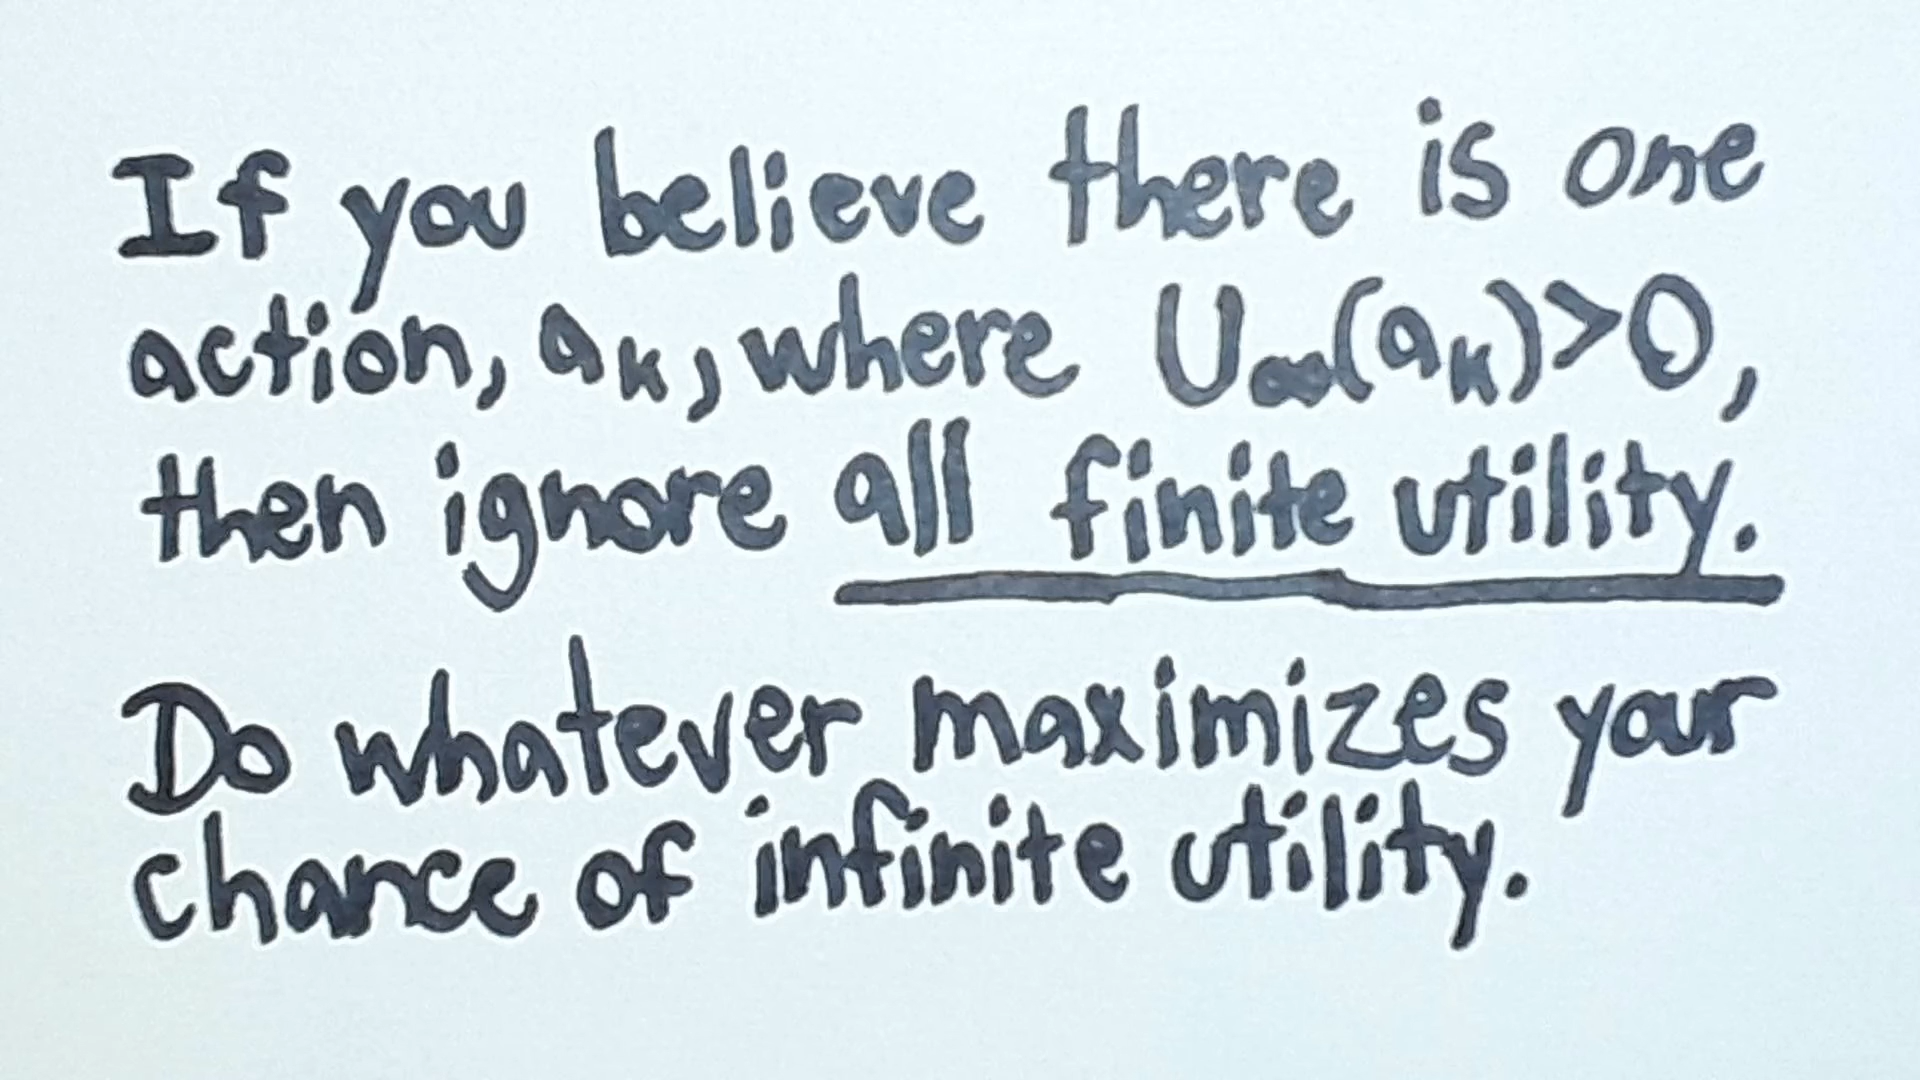 If you believe there is one
action, aₖ, where U∞(aₖ)>0,
then ignore all finite utility.
Do whatever maximizes your
chance of infinite utility.